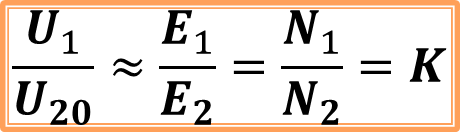 U₁/U₂₀ ≈ E₁/E₂ = N₁/N₂ = K